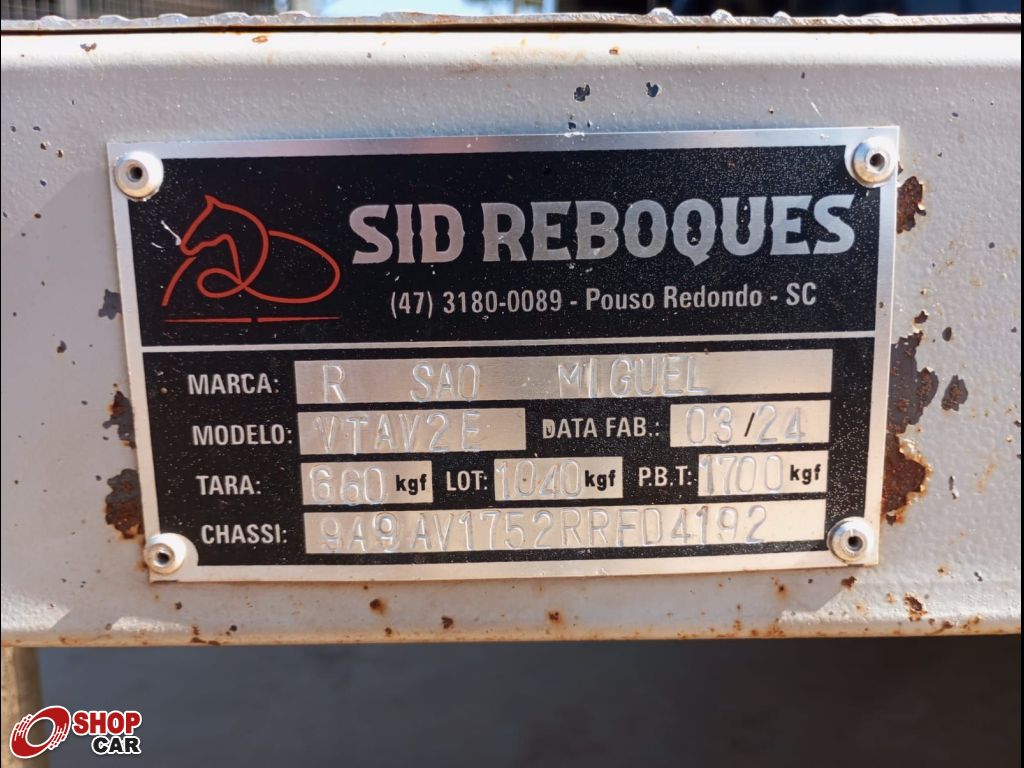 SID REBOQUES
(47) 3180-0089 - Pouso Redondo - SC
MARCA: R SAO MIGUEL
MODELO: VTAV2E DATA FAB.: 03/24
TARA: 660 kgf LOT: 1040 kgf P.B.T: 1700 kgf
CHASSI: 9A9AV1752RRFD4192
SHOP
CAR